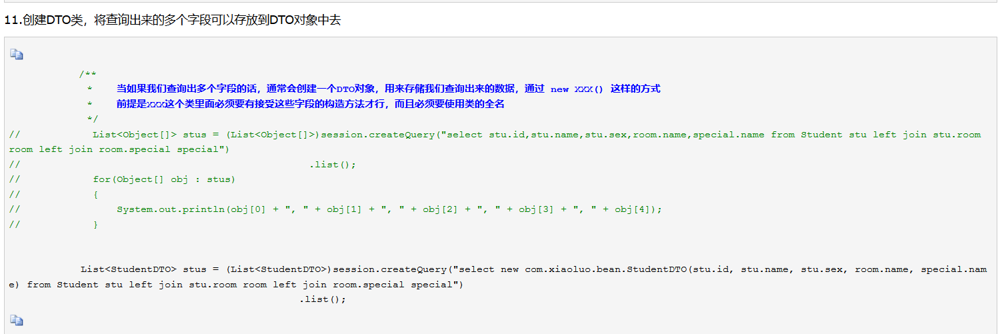 11.创建DTO类，将查询出来的多个字段可以存放到DTO对象中去
/**
*    当如果我们查询出多个字段的话，通常会创建一个DTO对象，用来存储我们查询出来的数据，通过 new XXX() 这样的方式
*    前提是XXX这个类里面必须要有接受这些字段的构造方法才行，而且必须要使用类的全名
*/
//            List<Object[]> stus = (List<Object[]>)session.createQuery("select stu.id,stu.name,stu.sex,room.name,special.name from Student stu left join stu.room
room left join room.special special")
//                                                .list();
//            for(Object[] obj : stus)
//            {
//                System.out.println(obj[0] + ", " + obj[1] + ", " + obj[2] + ", " + obj[3] + ", " + obj[4]);
//            }
List<StudentDTO> stus = (List<StudentDTO>)session.createQuery("select new com.xiaoluo.bean.StudentDTO(stu.id, stu.name, stu.sex, room.name, special.nam
e) from Student stu left join stu.room room left join room.special special")
.list();